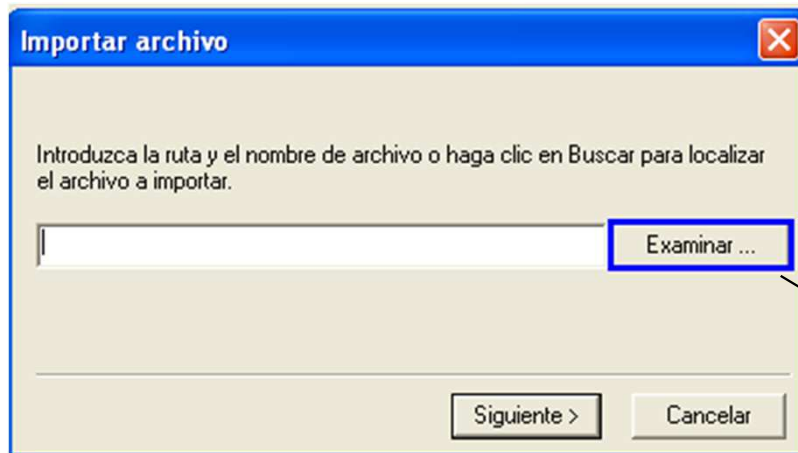 Importar archivo
Introduzca la ruta y el nombre de archivo o haga clic en Buscar para localizar
el archivo a importar.
Examinar ...
Siguiente >
Cancelar